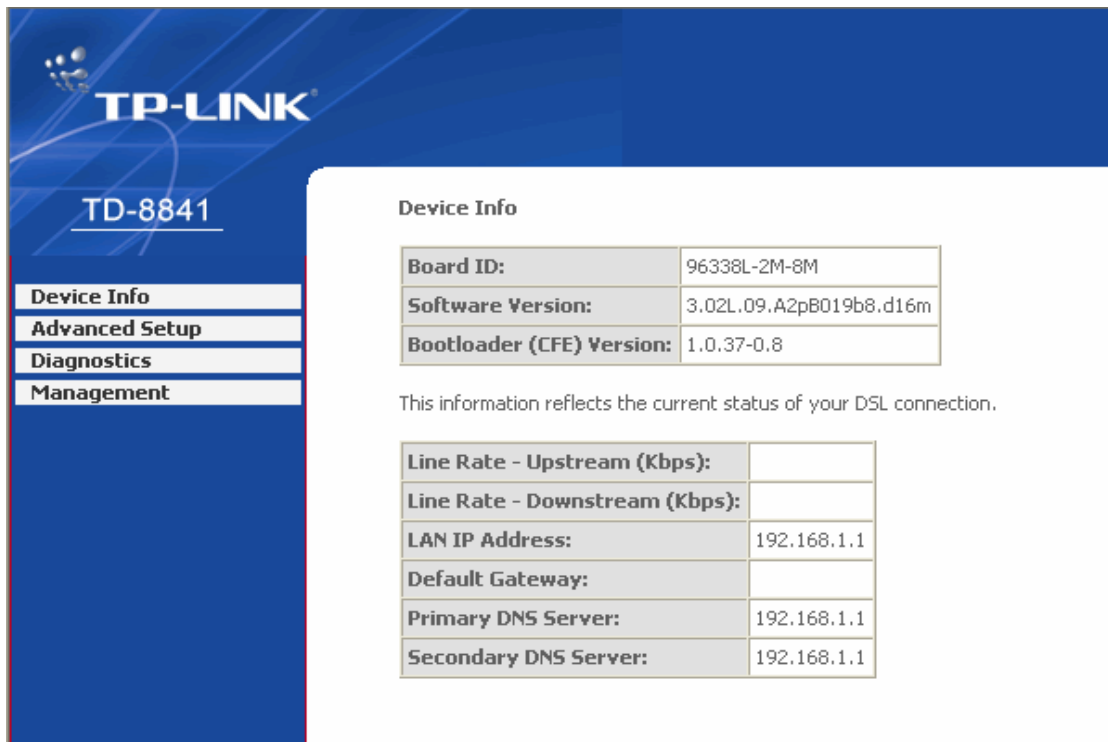 TP-LINK®
TD-8841
Device Info
Advanced Setup
Diagnostics
Management
Device Info
Board ID: 96338L-2M-8M
Software Version: 3.02L.09.A2pB019b8.d16m
Bootloader (CFE) Version: 1.0.37-0.8
This information reflects the current status of your DSL connection.
Line Rate - Upstream (Kbps):
Line Rate - Downstream (Kbps):
LAN IP Address: 192.168.1.1
Default Gateway:
Primary DNS Server: 192.168.1.1
Secondary DNS Server: 192.168.1.1